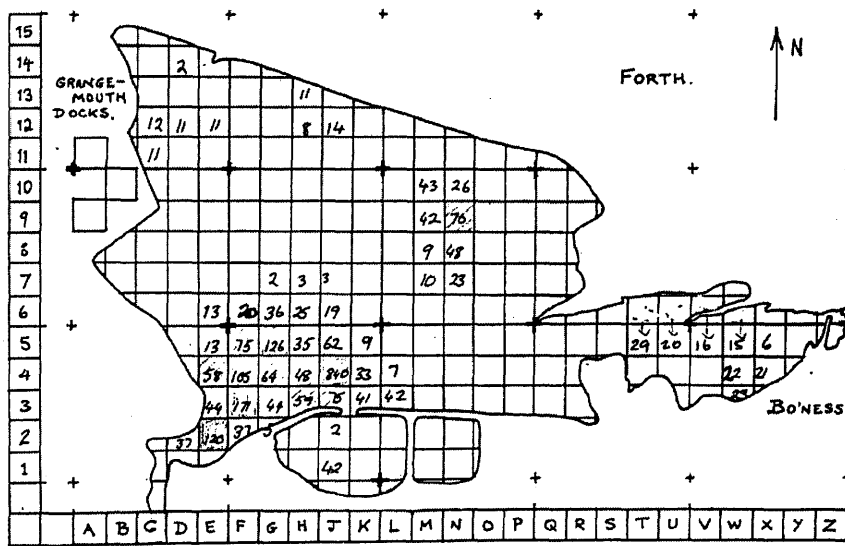 15
14 2
GRANGE-
MOUTH
DOCKS.
FORTH.
N
13 11
12 12 11 11 8 14
11 11
10 43 26
9 42 76
8 9 48
7 2 3 3 10 23
6 13 20 36 25 19
5 13 75 126 35 62 9 29 20 16 15 6
4 58 105 64 48 840 33 7 22 21
3 44 44 41 42
BO'NESS
2 37 120 37 2
1 42
A B C D E F G H J K L M N O P Q R S T U V W X Y Z